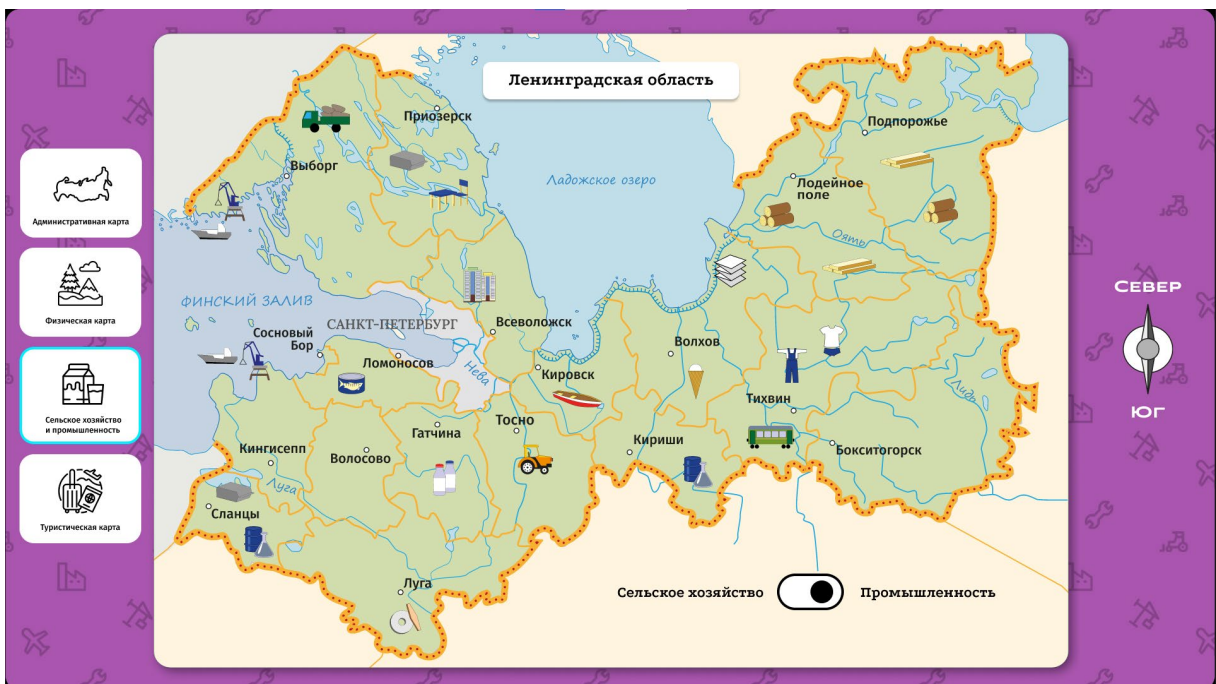 Ленинградская область
Административная карта
Физическая карта
Сельское хозяйство
и промышленность
Туристическая карта
Приозерск
Выборг
Ладожское озеро
Подпорожье
Лодейное
поле
Оять
ФИНСКИЙ ЗАЛИВ
САНКТ-ПЕТЕРБУРГ
Сосновый
Бор
Ломоносов
Всеволожск
Нева
Кировск
Волхов
Тихвин
Лидь
Бокситогорск
Кириши
Тосно
Гатчина
Волосово
Кингисепп
Луга
Сланцы
Луга
Сельское хозяйство
Промышленность
СЕВЕР
ЮГ